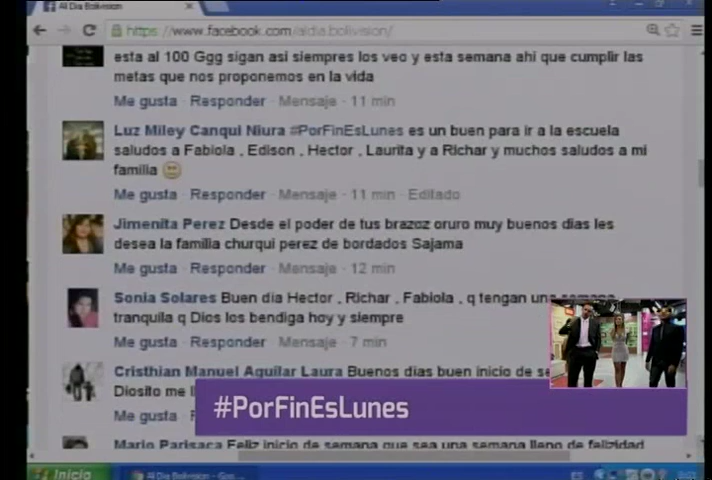 Al Dia Bolivision
https://www.facebook.com/aldia.bolivision/
esta al 100 Ggg sigan asi siempres los veo y esta semana ahi que cumplir las
metas que nos proponemos en la vida
Me gusta · Responder · Mensaje · 11 min
Luz Miley Canqui Niura #PorFinEsLunes es un buen para ir a la escuela
saludos a Fabiola , Edison , Hector , Laurita y a Richar y muchos saludos a mi
familia
Me gusta · Responder · Mensaje · 11 min · Editado
Jimenita Perez Desde el poder de tus brazoz oruro muy buenos dias les
desea la familia churqui perez de bordados Sajama
Me gusta · Responder · Mensaje · 12 min
Sonia Solares Buen dia Hector , Richar , Fabiola , q tengan una semana
tranquila q Dios los bendiga hoy y siempre
Me gusta · Responder · Mensaje · 7 min
Cristhian Manuel Aguilar Laura Buenos dias buen inicio de se
Diosito me
Me gusta
#PorFinEsLunes
Mario Parisaca Feliz inicio de semana que sea una semana lleno de felizidad
Inicio
Al Dia Bolivision - Goo...
ES